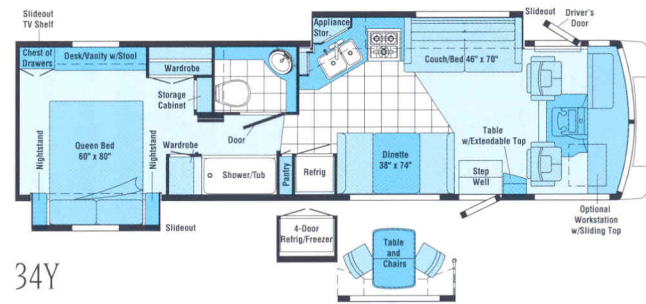 Slideout
TV Shelf
Appliance
Stor.
Slideout
Driver's
Door
Chest of
Drawers
Desk/Vanity w/Stool
Wardrobe
Couch/Bed 46" x 70"
Storage
Cabinet
Nightstand
Queen Bed
60" x 80"
Nightstand
Wardrobe
Door
Table
w/Extendable Top
Dinette
38" x 74"
Shower/Tub
Pantry
Refrig
Step
Well
Slideout
4-Door
Refrig/Freezer
Table
and
Chairs
Optional
Workstation
w/Sliding Top
34Y